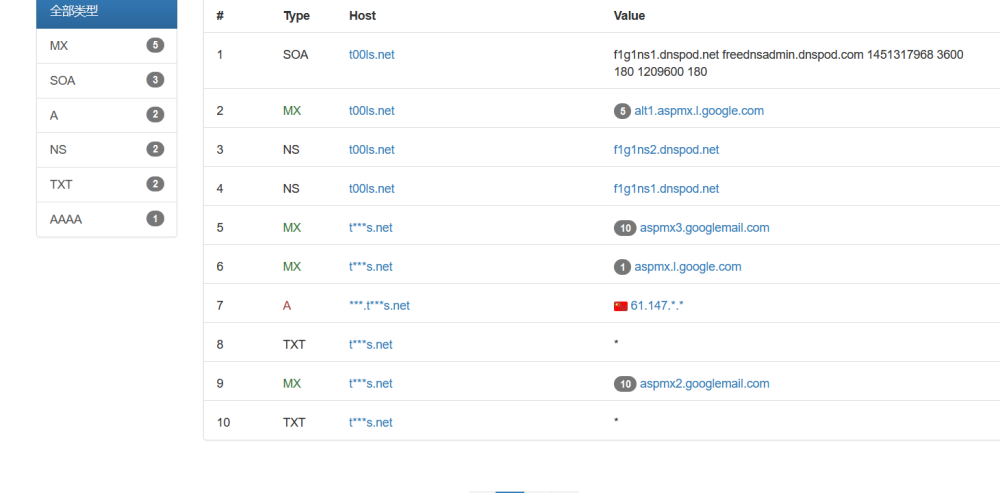 全部类型
MX 5
SOA 3
A 2
NS 2
TXT 2
AAAA 1
# Type Host Value
1 SOA t00ls.net f1g1ns1.dnspod.net freednsadmin.dnspod.com 1451317968 3600
180 1209600 180
2 MX t00ls.net 5 alt1.aspmx.l.google.com
3 NS t00ls.net f1g1ns2.dnspod.net
4 NS t00ls.net f1g1ns1.dnspod.net
5 MX t***s.net 10 aspmx3.googlemail.com
6 MX t***s.net 1 aspmx.l.google.com
7 A ***.t***s.net 61.147.*.*
8 TXT t***s.net *
9 MX t***s.net 10 aspmx2.googlemail.com
10 TXT t***s.net *